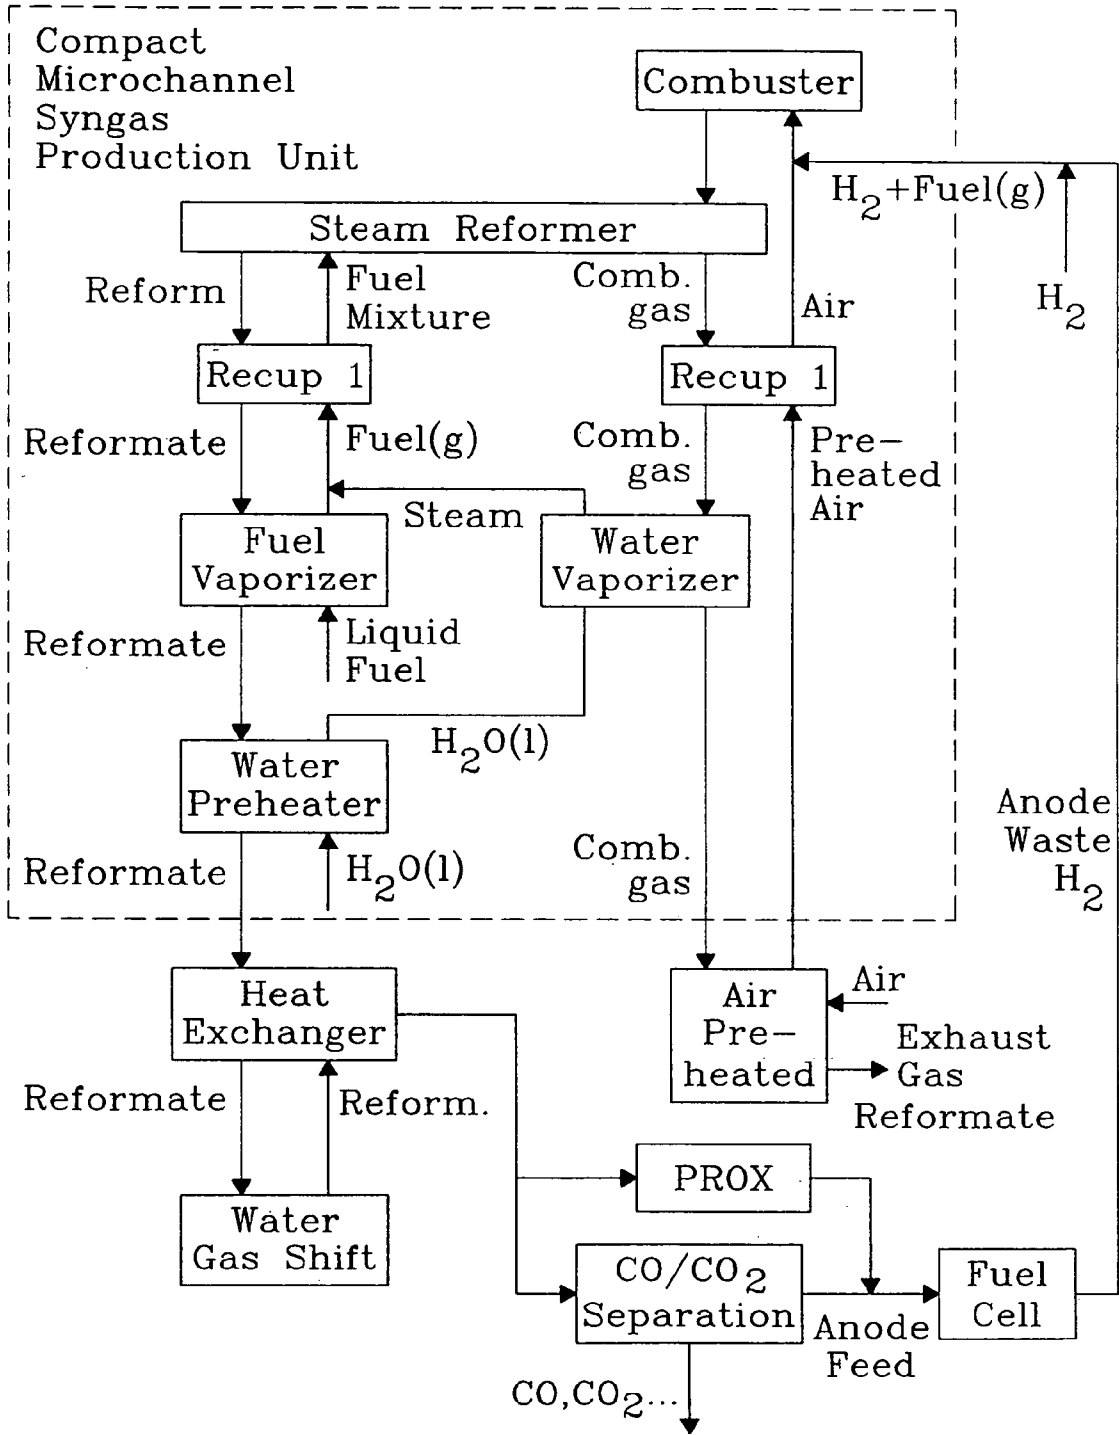 Compact
Microchannel
Syngas
Production Unit
Combuster
H2+Fuel(g)
H2
Steam Reformer
Reform
Fuel
Mixture
Comb.
gas
Air
Recup 1
Recup 1
Reformate
Fuel(g)
Comb.
gas
Pre-
heated
Air
Steam
Fuel
Vaporizer
Water
Vaporizer
Reformate
Liquid
Fuel
H2O(l)
Water
Preheater
Anode
Waste
H2
Reformate
H2O(l)
Comb.
gas
Heat
Exchanger
Air
Pre-
heated
Air
Exhaust
Gas
Reformate
Reformate
Reform.
PROX
Water
Gas Shift
CO/CO2
Separation
Fuel
Cell
Anode
Feed
CO,CO2...